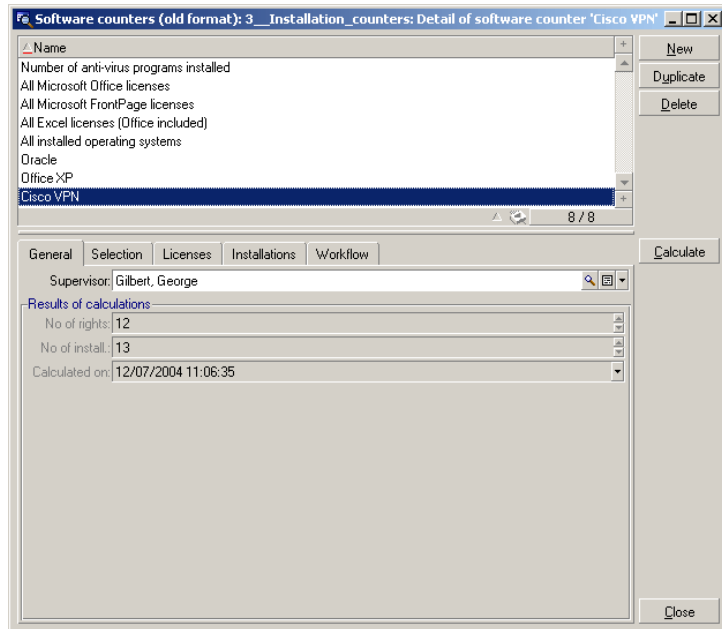 Software counters (old format): 3__Installation_counters: Detail of software counter 'Cisco VPN'
Name
New
Number of anti-virus programs installed
Duplicate
All Microsoft Office licenses
All Microsoft FrontPage licenses
Delete
All Excel licenses (Office included)
All installed operating systems
Oracle
Office XP
Cisco VPN
8 / 8
General Selection Licenses Installations Workflow
Calculate
Supervisor: Gilbert, George
Results of calculations
No of rights: 12
No of install.: 13
Calculated on: 12/07/2004 11:06:35
Close